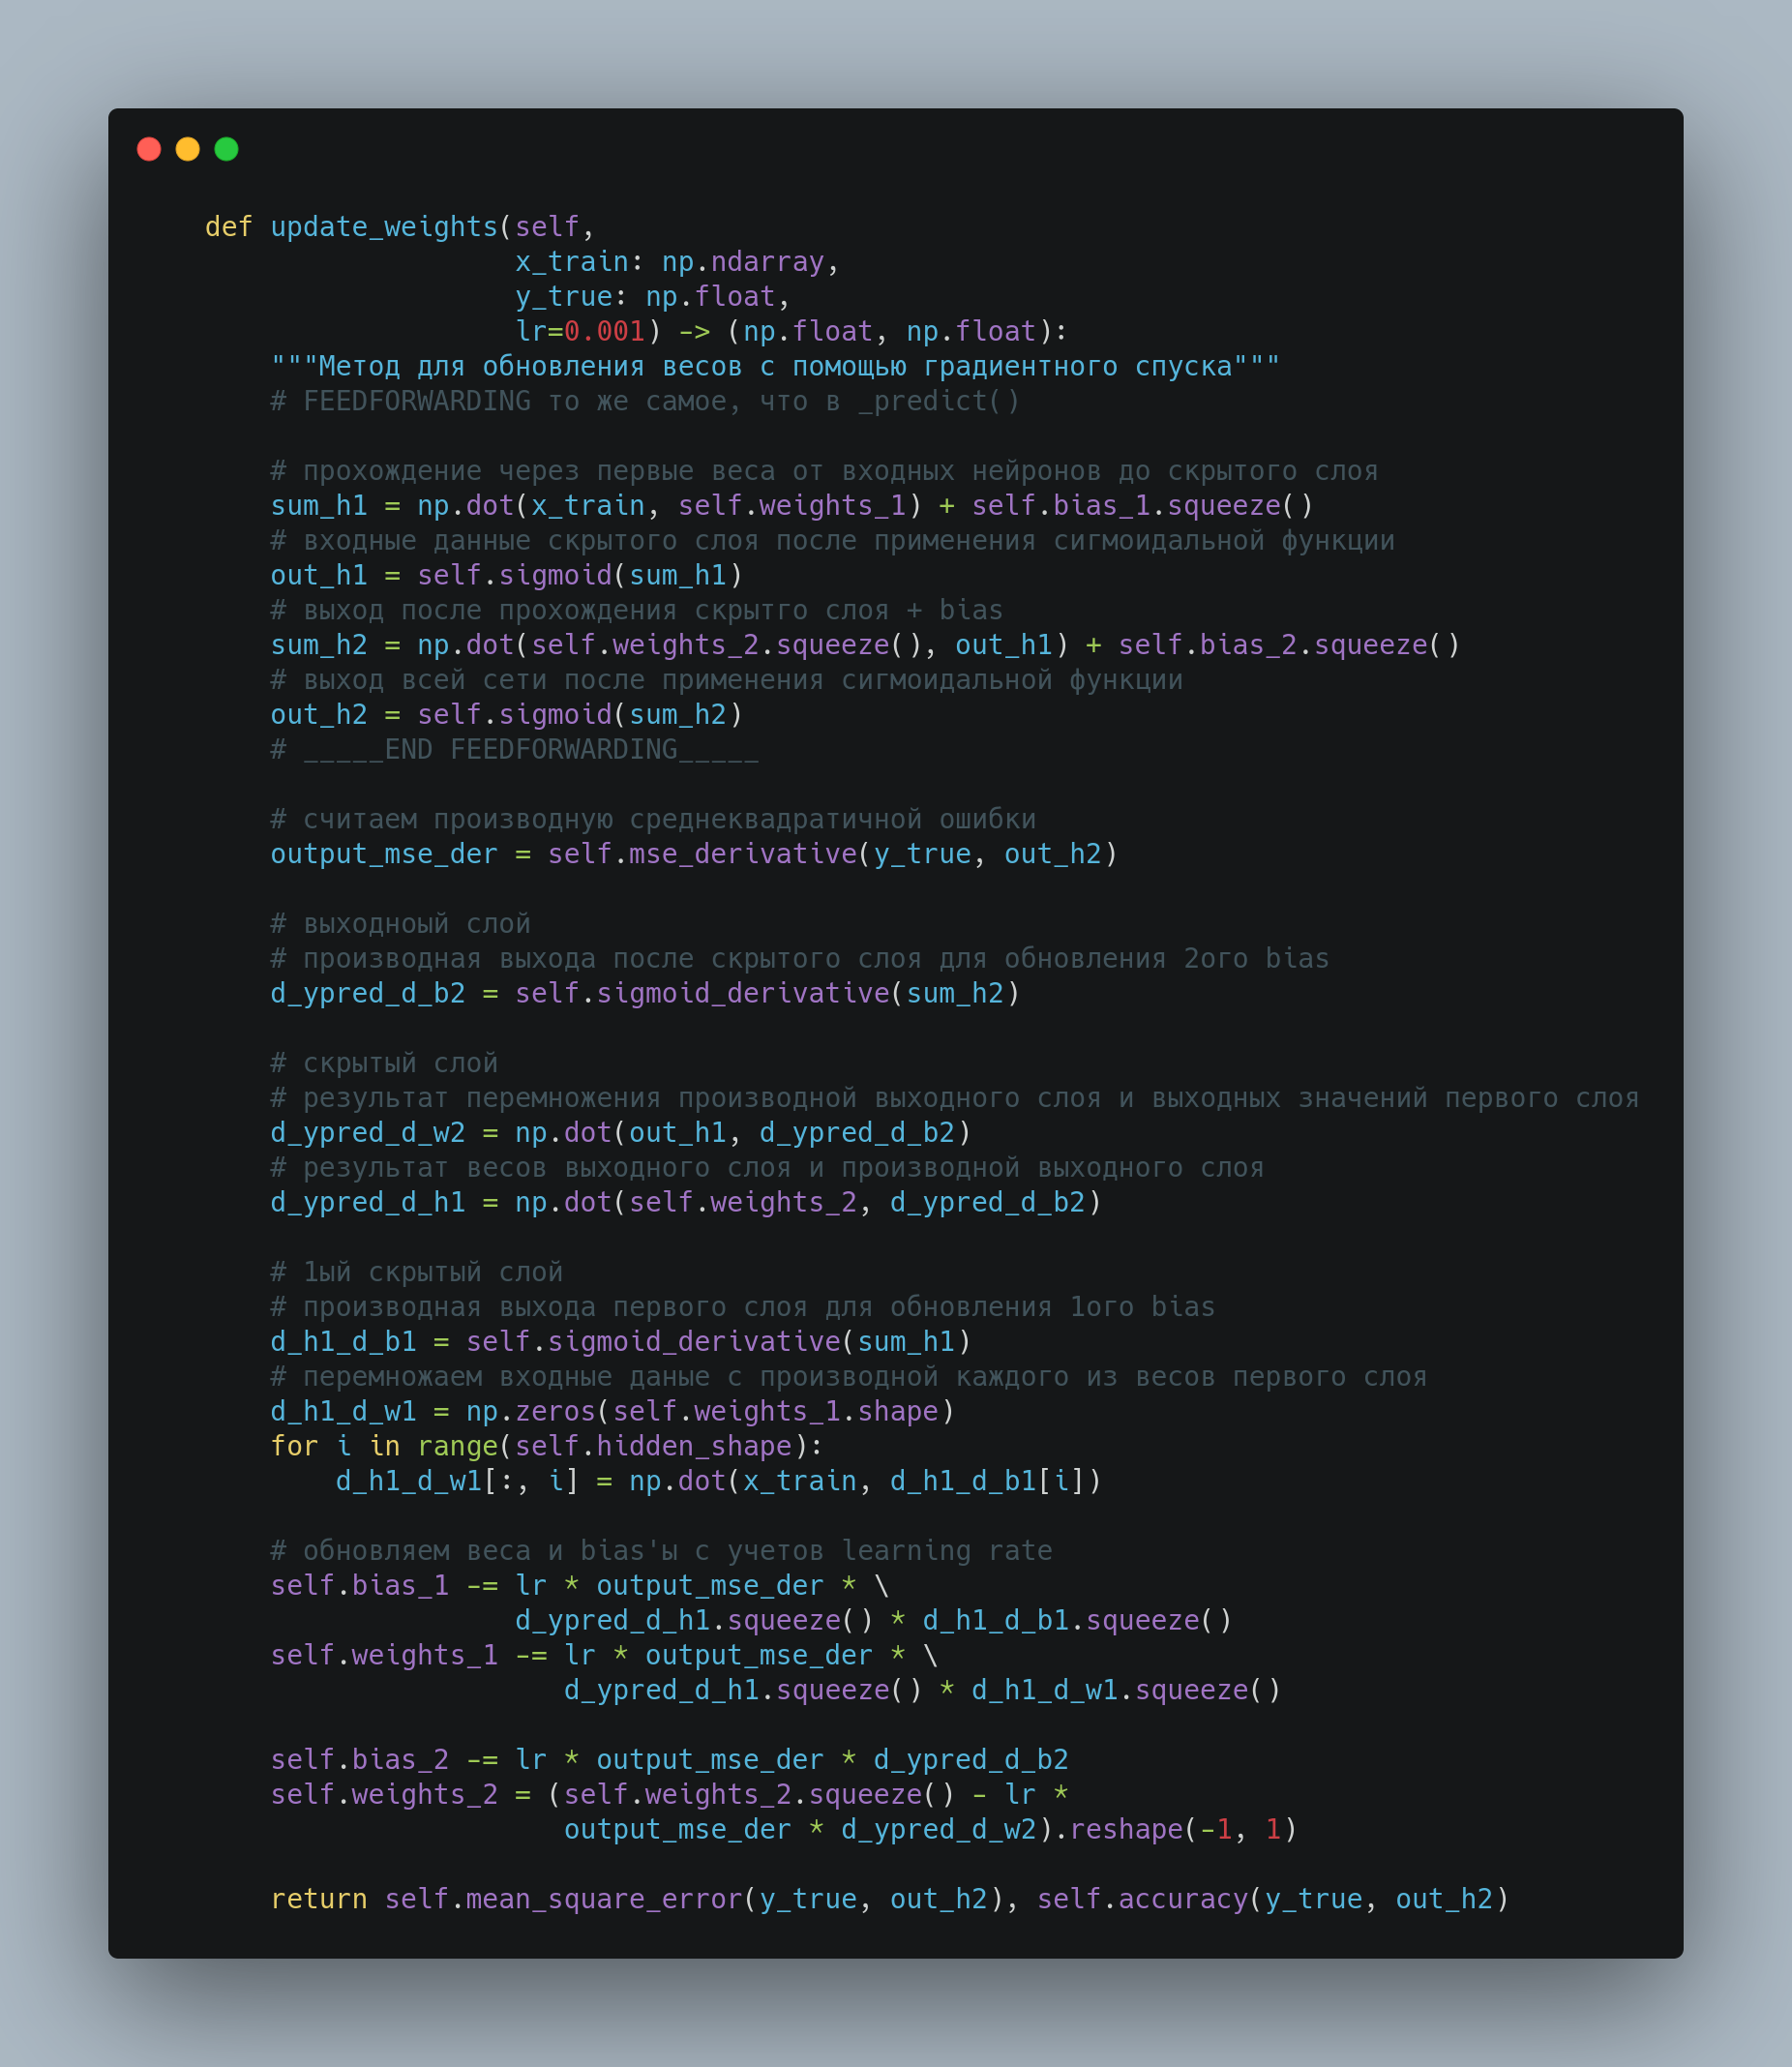 def update_weights(self,
x_train: np.ndarray,
y_true: np.float,
lr=0.001) -> (np.float, np.float):
"""Метод для обновления весов с помощью градиентного спуска"""
# FEEDFORWARDING то же самое, что в _predict()
# прохождение через первые веса от входных нейронов до скрытого слоя
sum_h1 = np.dot(x_train, self.weights_1) + self.bias_1.squeeze()
# входные данные скрытого слоя после применения сигмоидальной функции
out_h1 = self.sigmoid(sum_h1)
# выход после прохождения скрытго слоя + bias
sum_h2 = np.dot(self.weights_2.squeeze(), out_h1) + self.bias_2.squeeze()
# выход всей сети после применения сигмоидальной функции
out_h2 = self.sigmoid(sum_h2)
# _____END FEEDFORWARDING_____
# считаем производную среднеквадратичной ошибки
output_mse_der = self.mse_derivative(y_true, out_h2)
# выходноый слой
# производная выхода после скрытого слоя для обновления 2ого bias
d_ypred_d_b2 = self.sigmoid_derivative(sum_h2)
# скрытый слой
# результат перемножения производной выходного слоя и выходных значений первого слоя
d_ypred_d_w2 = np.dot(out_h1, d_ypred_d_b2)
# результат весов выходного слоя и производной выходного слоя
d_ypred_d_h1 = np.dot(self.weights_2, d_ypred_d_b2)
# 1ый скрытый слой
# производная выхода первого слоя для обновления 1ого bias
d_h1_d_b1 = self.sigmoid_derivative(sum_h1)
# перемножаем входные даные с производной каждого из весов первого слоя
d_h1_d_w1 = np.zeros(self.weights_1.shape)
for i in range(self.hidden_shape):
d_h1_d_w1[:, i] = np.dot(x_train, d_h1_d_b1[i])
# обновляем веса и bias'ы с учетов learning rate
self.bias_1 -= lr * output_mse_der * \
d_ypred_d_h1.squeeze() * d_h1_d_b1.squeeze()
self.weights_1 -= lr * output_mse_der * \
d_ypred_d_h1.squeeze() * d_h1_d_w1.squeeze()
self.bias_2 -= lr * output_mse_der * d_ypred_d_b2
self.weights_2 = (self.weights_2.squeeze() - lr *
output_mse_der * d_ypred_d_w2).reshape(-1, 1)
return self.mean_square_error(y_true, out_h2), self.accuracy(y_true, out_h2)